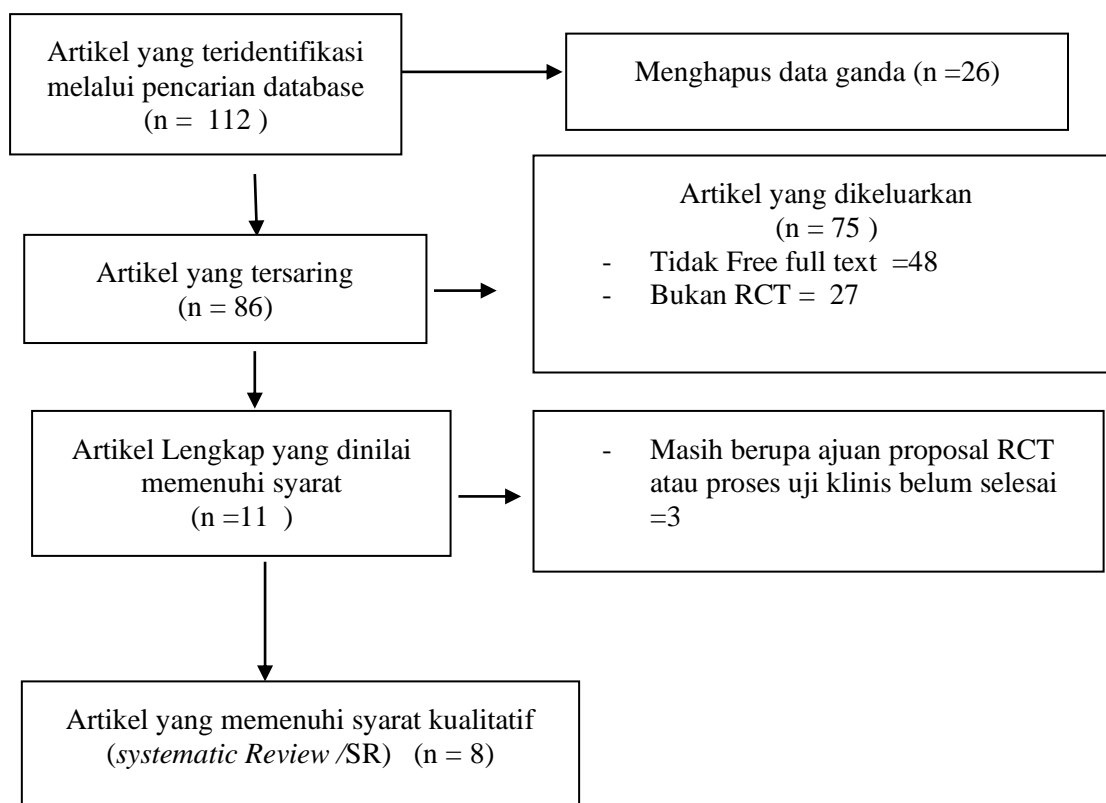 Artikel yang teridentifikasi
melalui pencarian database
(n = 112 )
Menghapus data ganda (n =26)
Artikel yang tersaring
(n = 86)
Artikel yang dikeluarkan
(n = 75 )
- Tidak Free full text =48
- Bukan RCT = 27
Artikel Lengkap yang dinilai
memenuhi syarat
(n =11 )
- Masih berupa ajuan proposal RCT
atau proses uji klinis belum selesai
=3
Artikel yang memenuhi syarat kualitatif
(systematic Review /SR) (n = 8)